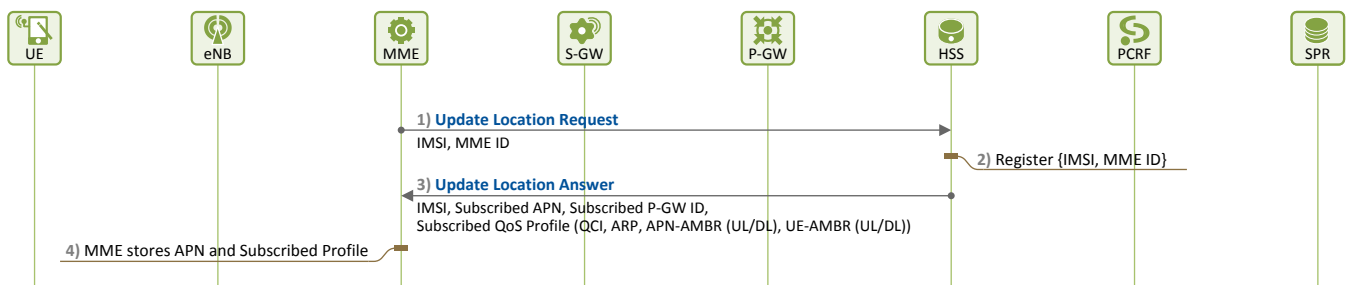 UE
eNB
MME
S-GW
P-GW
HSS
PCRF
SPR
1) Update Location Request
IMSI, MME ID
2) Register {IMSI, MME ID}
3) Update Location Answer
IMSI, Subscribed APN, Subscribed P-GW ID,
Subscribed QoS Profile (QCI, ARP, APN-AMBR (UL/DL), UE-AMBR (UL/DL))
4) MME stores APN and Subscribed Profile